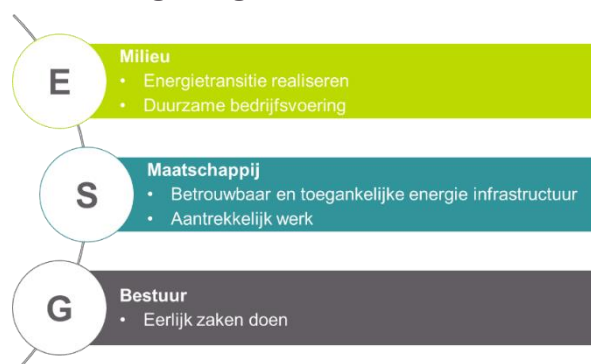 E
Milieu
• Energietransitie realiseren
• Duurzame bedrijfsvoering
S
Maatschappij
• Betrouwbaar en toegankelijke energie infrastructuur
• Aantrekkelijk werk
G
Bestuur
• Eerlijk zaken doen